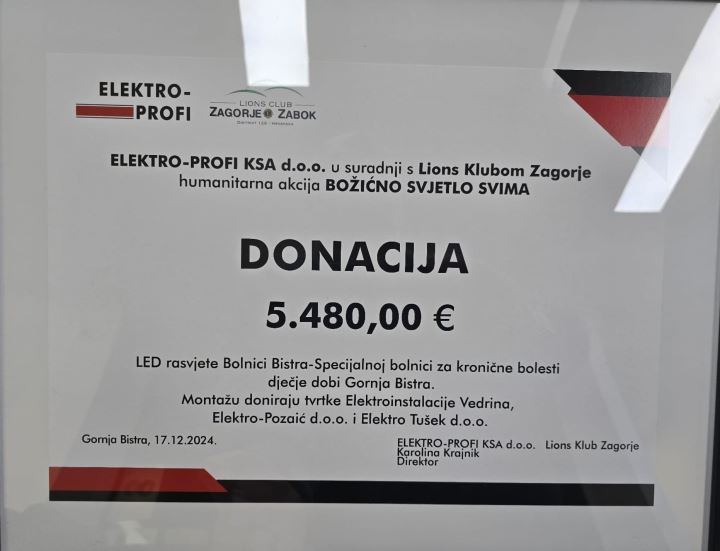 ELEKTRO-
PROFI
LIONS CLUB
ZAGORJE ZABOK
ELEKTRO-PROFI KSA d.o.o. u suradnji s Lions Klubom Zagorje
humanitarna akcija BOŽIĆNO SVJETLO SVIMA
DONACIJA
5.480,00 €
LED rasvjete Bolnici Bistra-Specijalnoj bolnici za kronične bolesti
dječje dobi Gornja Bistra.
Montažu doniraju tvrtke Elektroinstalacije Vedrina,
Elektro-Pozaić d.o.o. i Elektro Tušek d.o.o.
Gornja Bistra, 17.12.2024.
ELEKTRO-PROFI KSA d.o.o. Lions Klub Zagorje
Karolina Krajnik
Direktor